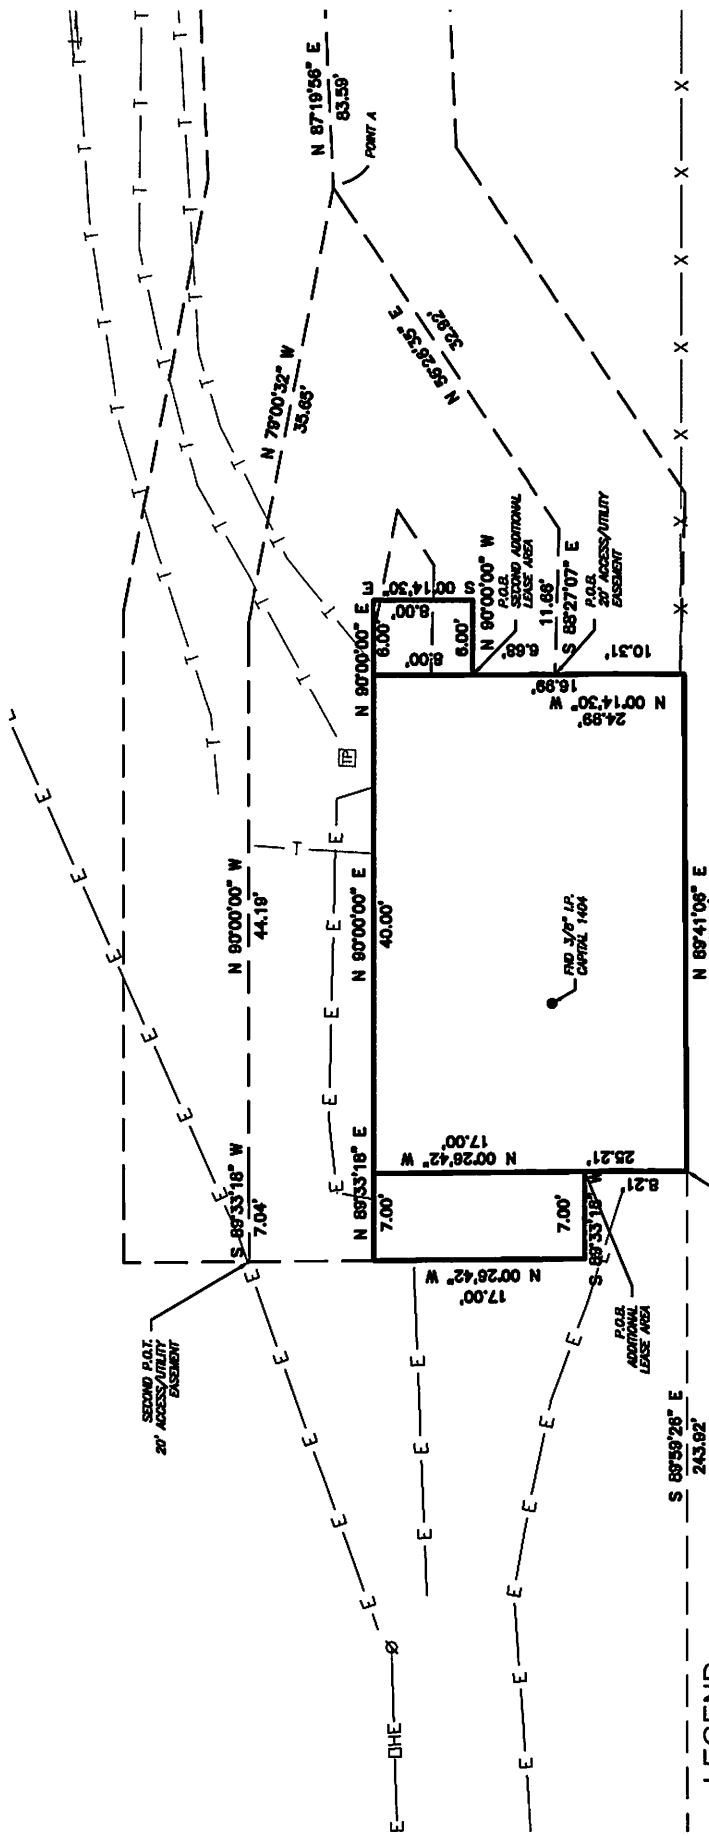 SECOND P.O.T.
20' ACCESS/UTILITY
EASEMENT
S 89°33'18" W
7.04'
N 90°00'00" W
44.19'
N 79°00'32" W
35.65'
N 87°19'56" E
83.59'
POINT A
N 56°26'35" E
32.92'
N 89°33'18" E
7.00'
N 90°00'00" E
40.00'
N 90°00'00" E
6.00'
S 00°14'30" E
8.00'
8.00'
6.00'
N 90°00'00" W
P.O.B.
SECOND ADDITIONAL
LEASE AREA
6.68'
11.66'
S 88°27'07" E
P.O.B.
20' ACCESS/UTILITY
EASEMENT
16.99'
10.31'
N 00°14'30" W
24.99'
TP
FND 3/8" I.P.
CAPITAL 1404
N 00°26'42" W
17.00'
7.00'
S 89°33'18" W
25.21'
8.21'
N 00°26'42" W
17.00'
P.O.B.
ADDITIONAL
LEASE AREA
N 89°41'06" E
S 89°59'26" E
243.92'
OHE
E
T
X
LEGEND